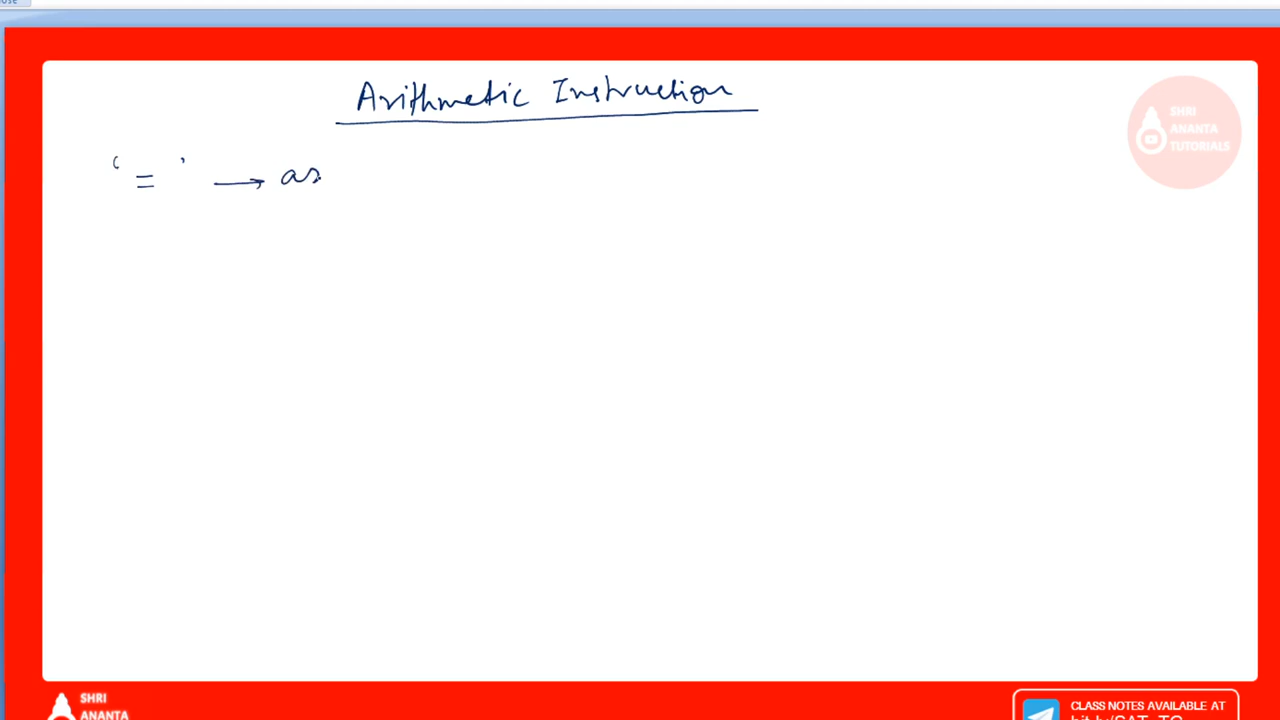 Arithmetic Instruction
SHRI
ANANTA
TUTORIALS
' = ' → as
SHRI
ANANTA
CLASS NOTES AVAILABLE AT